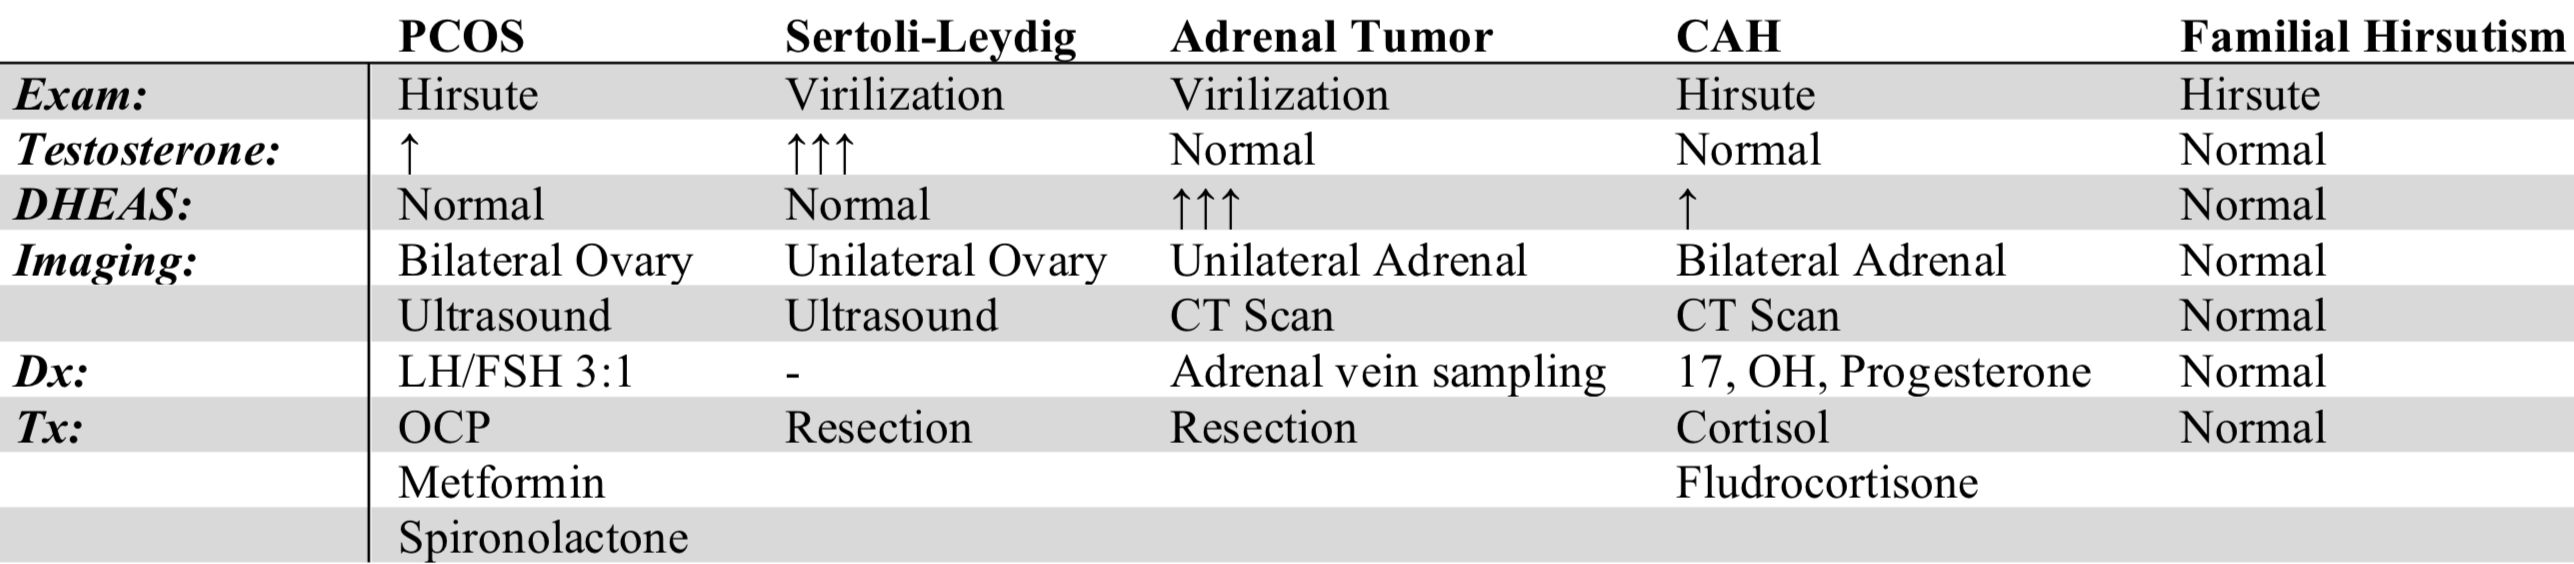 PCOS Sertoli-Leydig Adrenal Tumor CAH Familial Hirsutism
Exam: Hirsute Virilization Virilization Hirsute Hirsute
Testosterone: ↑ ↑↑↑ Normal Normal Normal
DHEAS: Normal Normal ↑↑↑ ↑ Normal
Imaging: Bilateral Ovary Unilateral Ovary Unilateral Adrenal Bilateral Adrenal Normal
Ultrasound Ultrasound CT Scan CT Scan Normal
Dx: LH/FSH 3:1 - Adrenal vein sampling 17, OH, Progesterone Normal
Tx: OCP Resection Resection Cortisol Normal
Metformin Fludrocortisone
Spironolactone